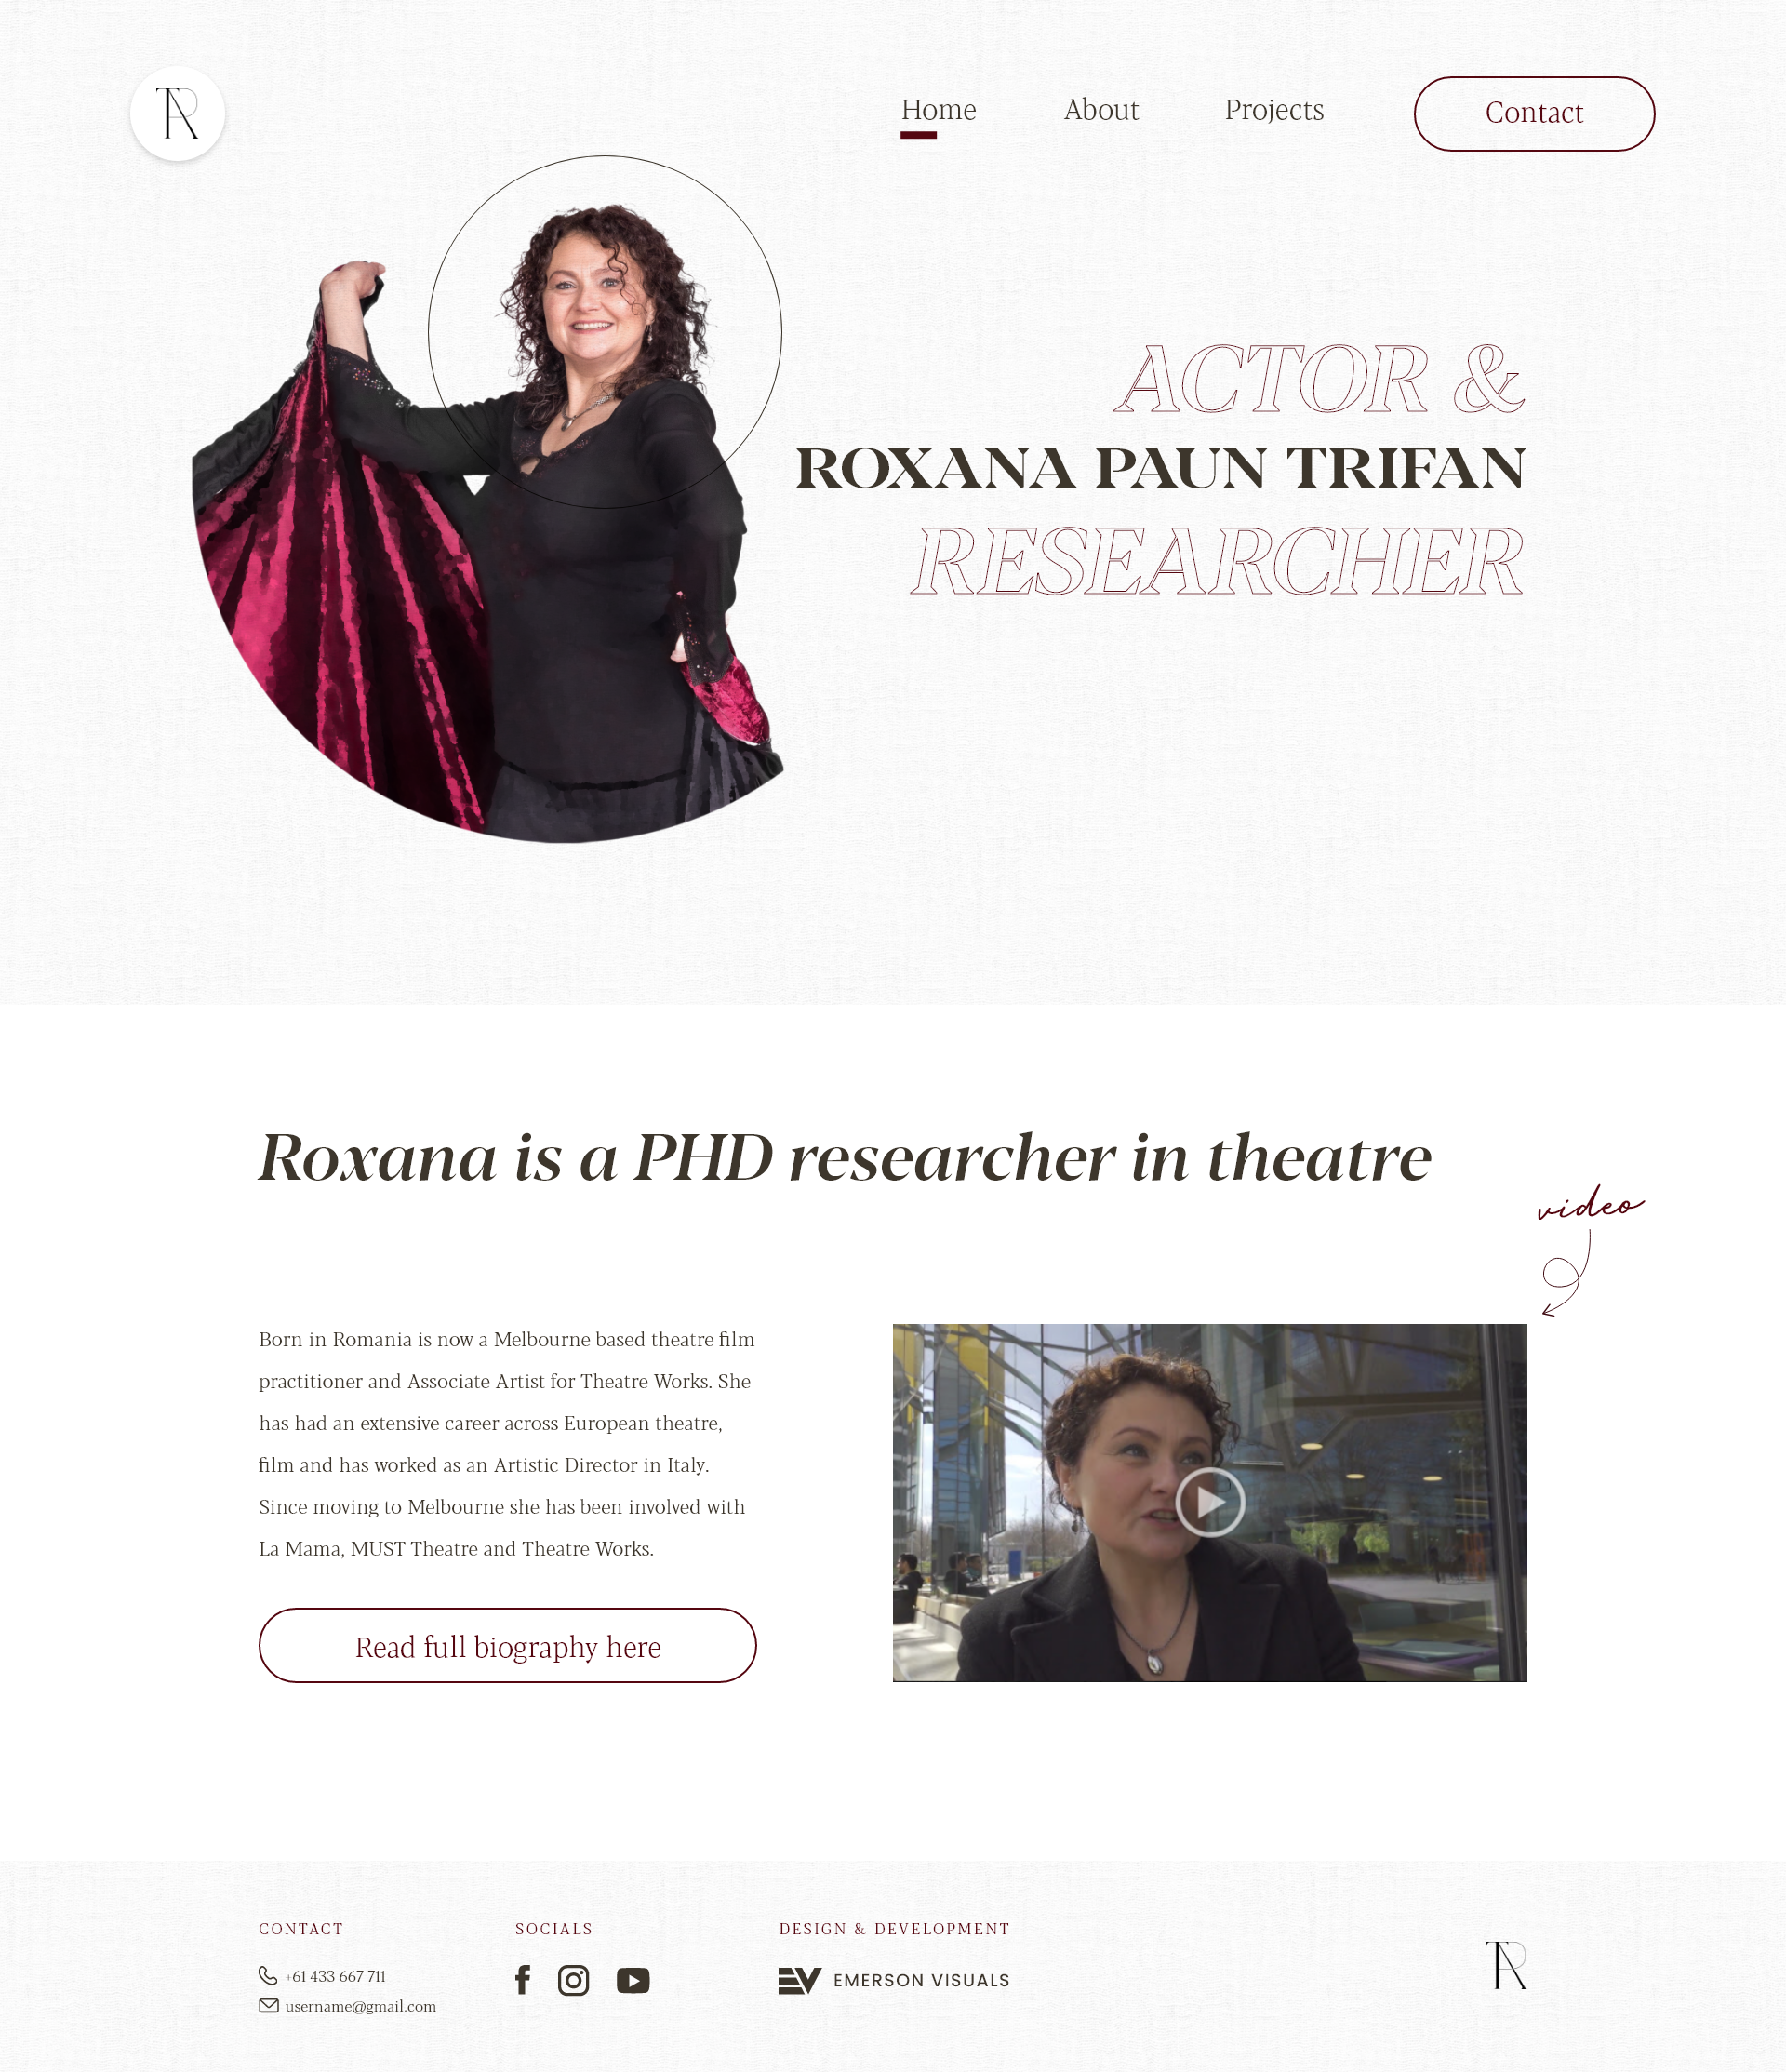 TR
Home
About
Projects
Contact
ACTOR &
ROXANA PAUN TRIFAN
RESEARCHER
Roxana is a PHD researcher in theatre
video
Born in Romania is now a Melbourne based theatre film
practitioner and Associate Artist for Theatre Works. She
has had an extensive career across European theatre,
film and has worked as an Artistic Director in Italy.
Since moving to Melbourne she has been involved with
La Mama, MUST Theatre and Theatre Works.
Read full biography here
CONTACT
+61 433 667 711
username@gmail.com
SOCIALS
DESIGN & DEVELOPMENT
EV EMERSON VISUALS
TR